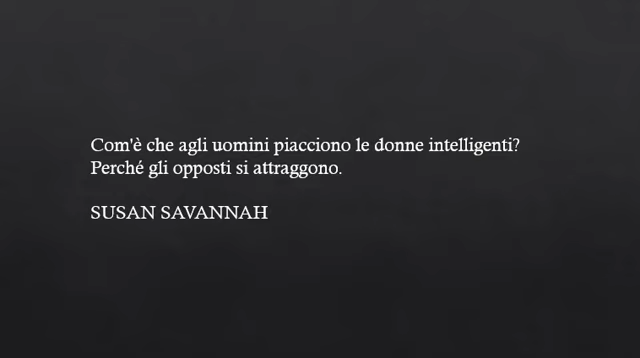 Com'è che agli uomini piacciono le donne intelligenti?
Perché gli opposti si attraggono.
SUSAN SAVANNAH